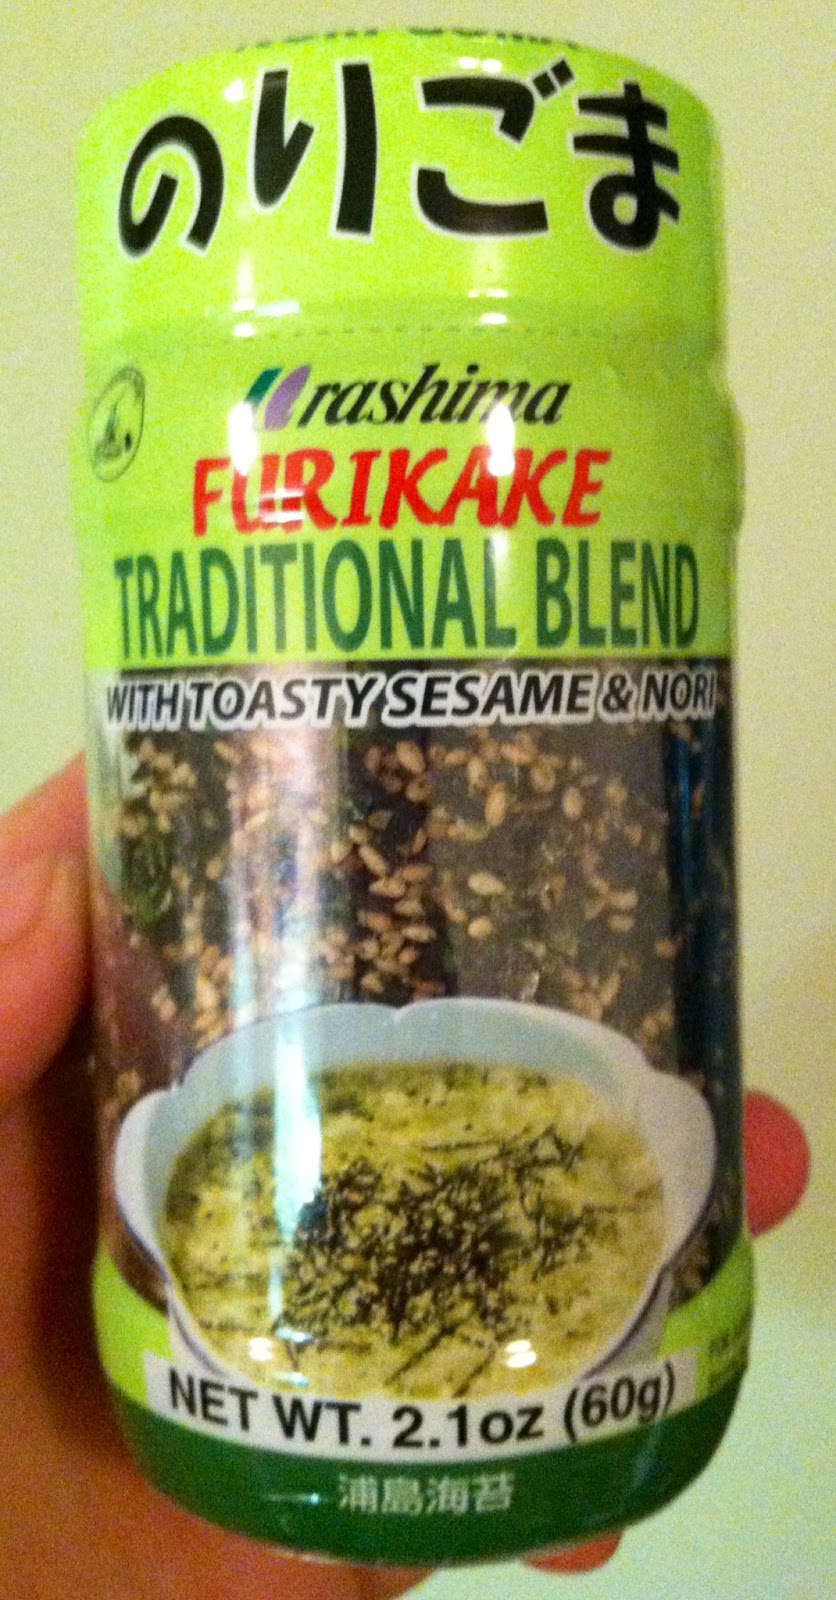 のりごま
Urashima
FURIKAKE
TRADITIONAL BLEND
WITH TOASTY SESAME & NORI
NET WT. 2.1oz (60g)
浦島海苔